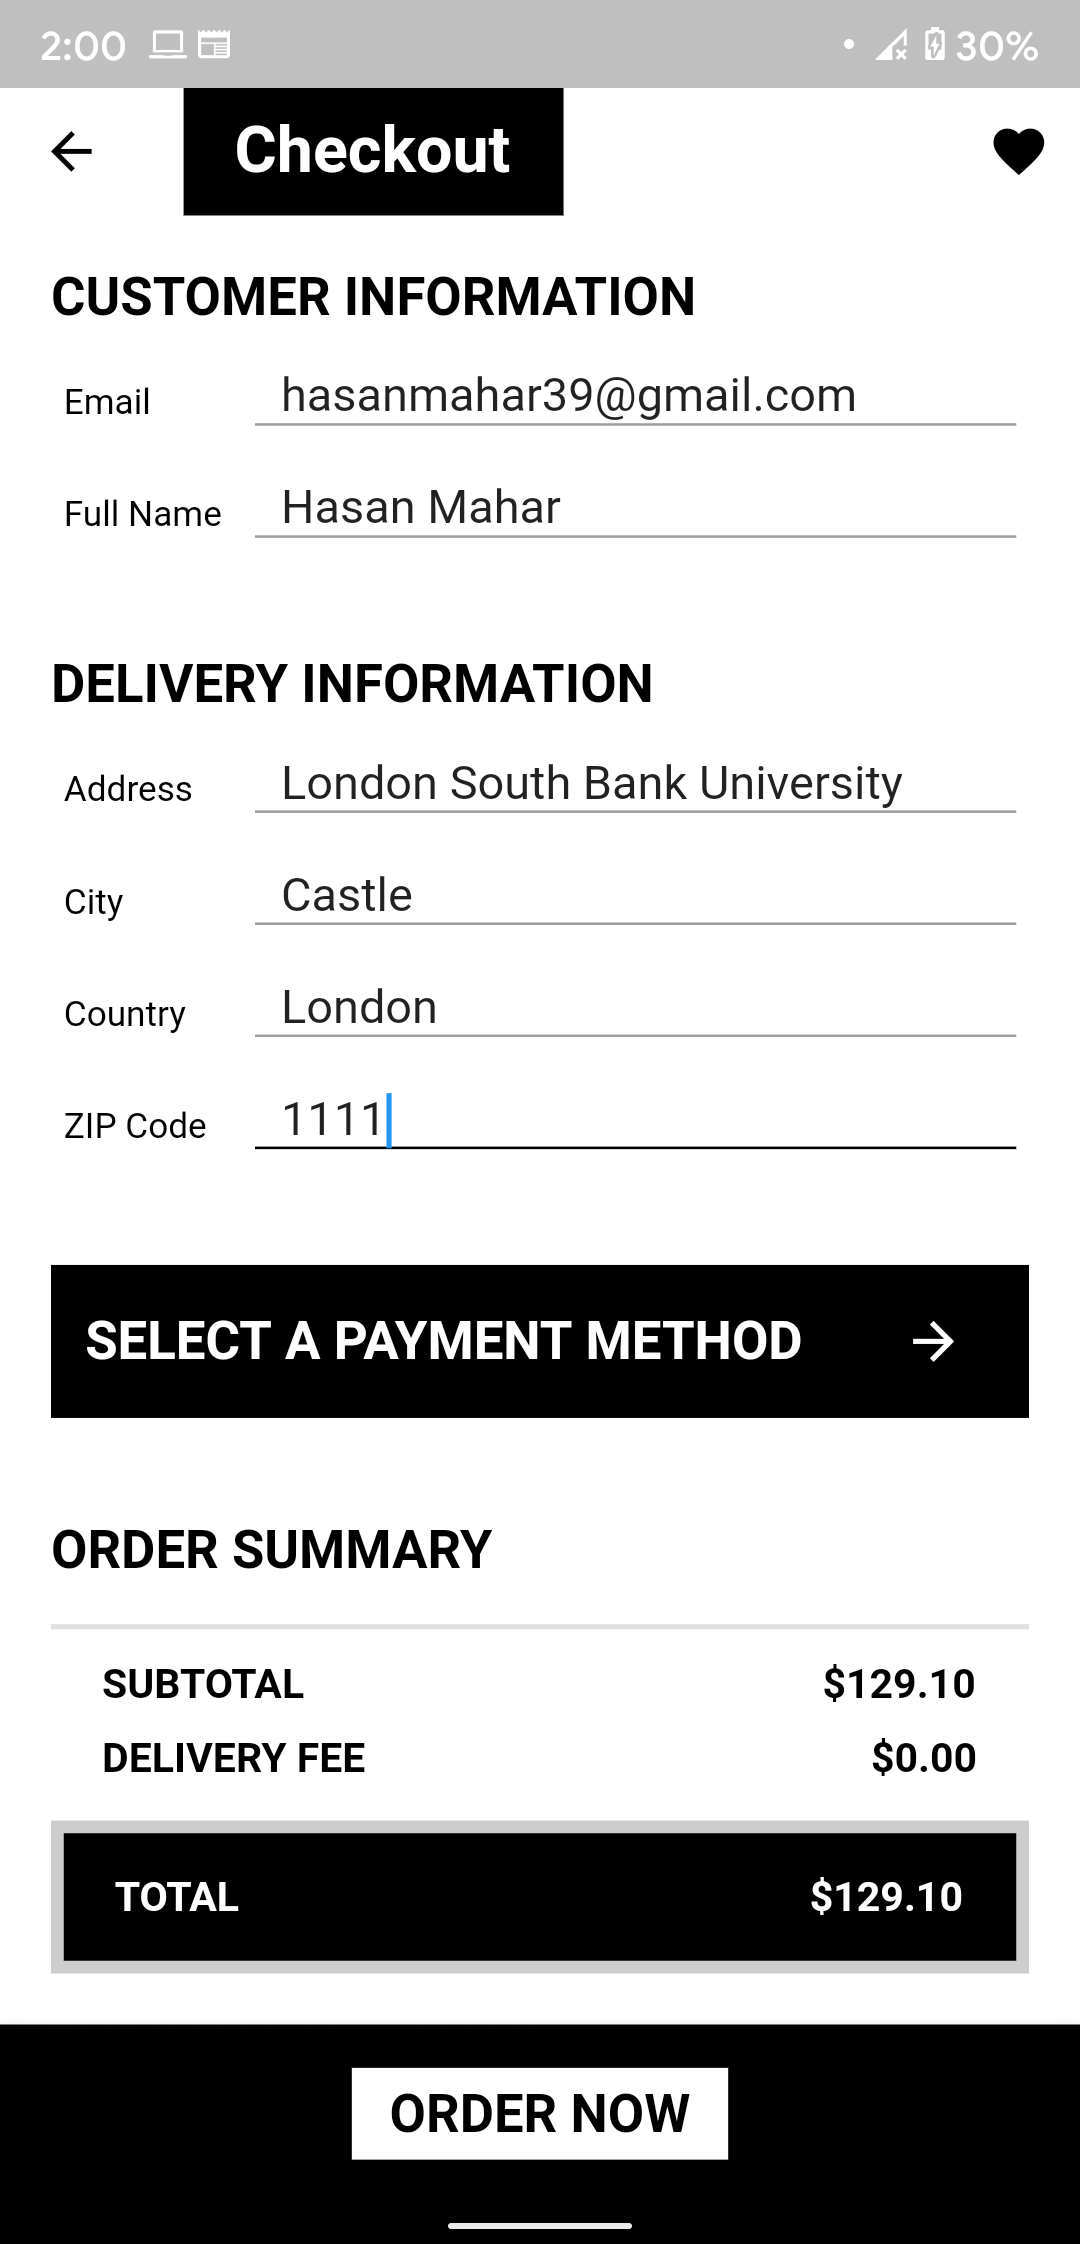 2:00 30%
Checkout
CUSTOMER INFORMATION
Email hasanmahar39@gmail.com
Full Name Hasan Mahar
DELIVERY INFORMATION
Address London South Bank University
City Castle
Country London
ZIP Code 1111
SELECT A PAYMENT METHOD
ORDER SUMMARY
SUBTOTAL $129.10
DELIVERY FEE $0.00
TOTAL $129.10
ORDER NOW